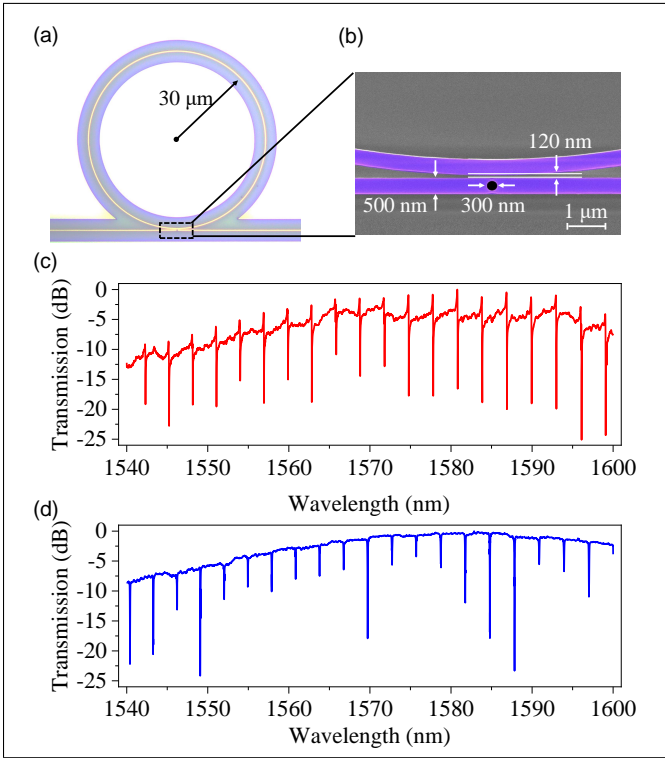 (a)
30 μm
(b)
120 nm
500 nm
300 nm
1 μm
(c)
Transmission (dB)
0
-5
-10
-15
-20
-25
1540 1550 1560 1570 1580 1590 1600
Wavelength (nm)
(d)
Transmission (dB)
0
-5
-10
-15
-20
-25
1540 1550 1560 1570 1580 1590 1600
Wavelength (nm)